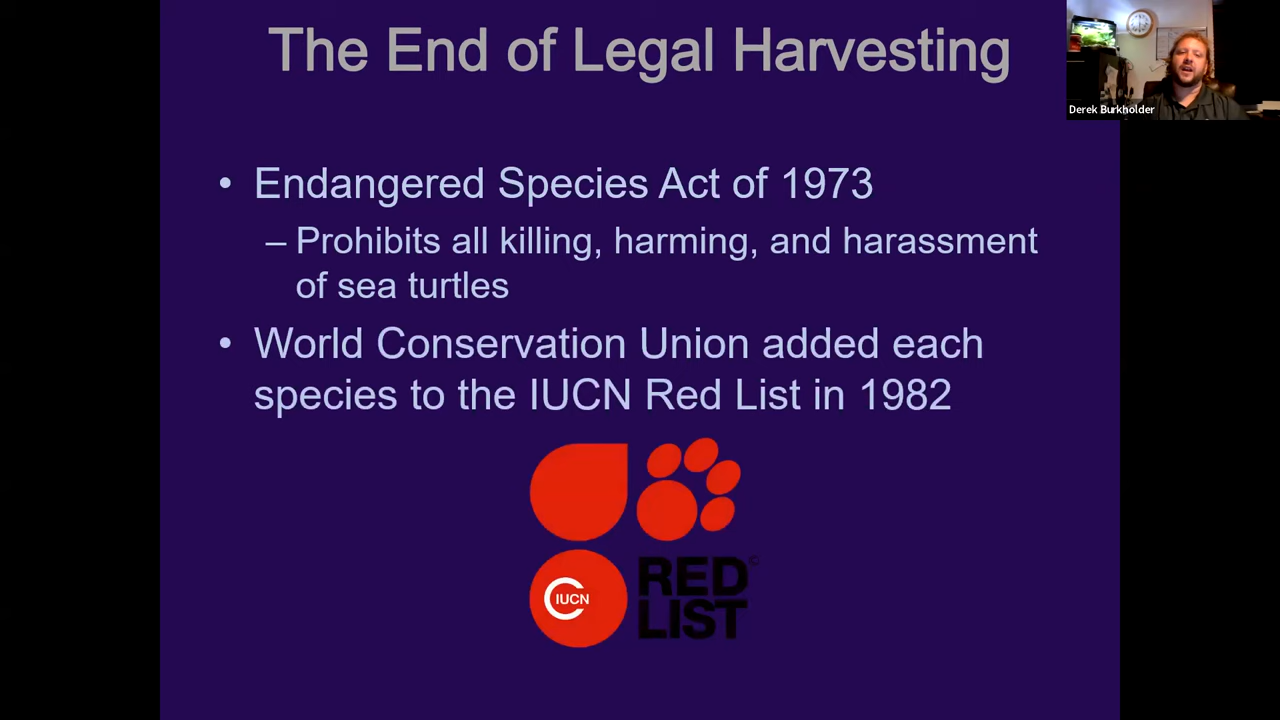 The End of Legal Harvesting
Derek Burkholder
• Endangered Species Act of 1973
– Prohibits all killing, harming, and harassment
of sea turtles
• World Conservation Union added each
species to the IUCN Red List in 1982
RED
LIST
©
IUCN